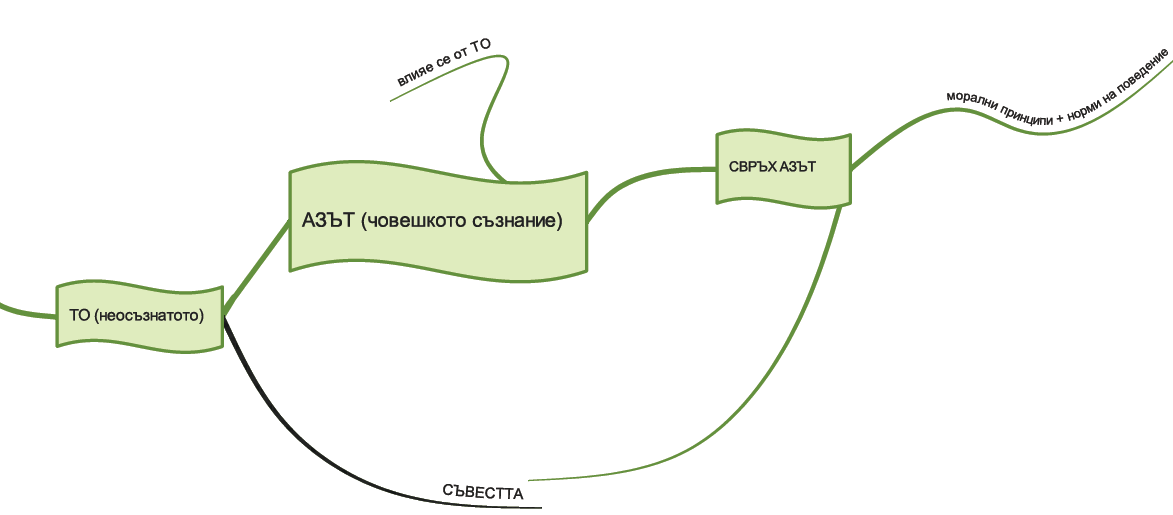 влияе се от ТО
морални принципи + норми на поведение
СВРЪХ АЗЪТ
АЗЪТ (човешкото съзнание)
ТО (неосъзнатото)
СЪВЕСТТА